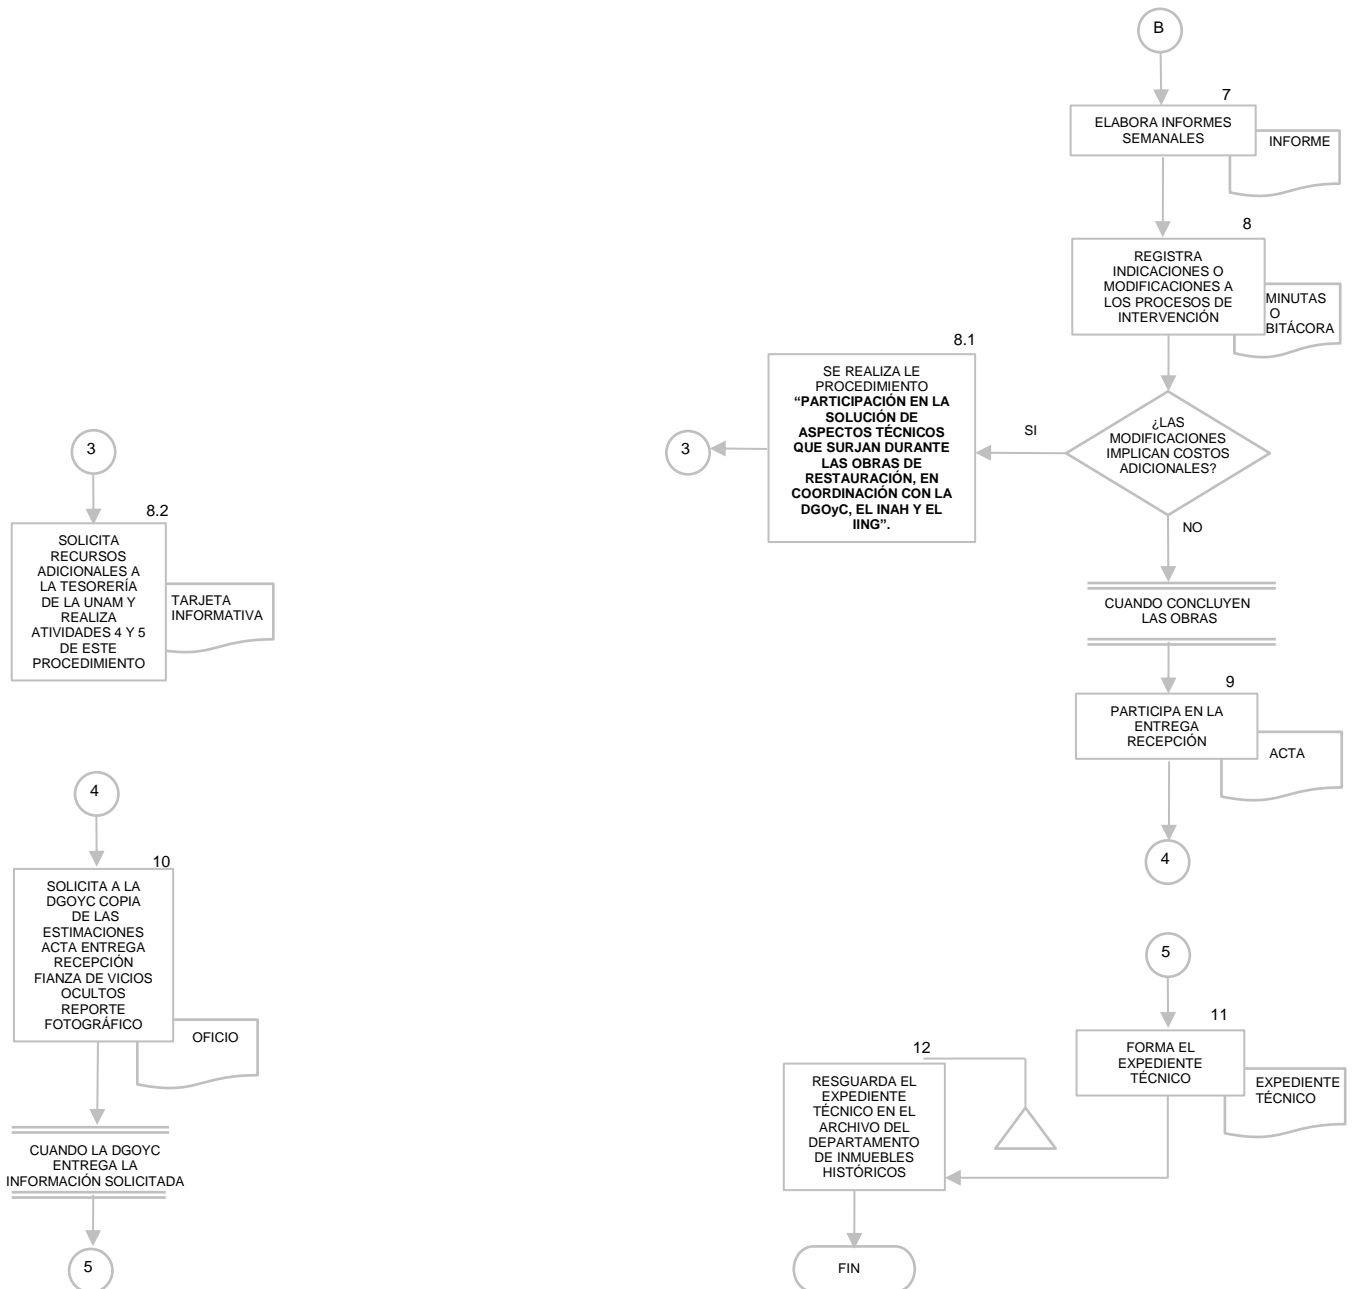 B
7
ELABORA INFORMES
SEMANALES
INFORME
8
REGISTRA
INDICACIONES O
MODIFICACIONES A
LOS PROCESOS DE
INTERVENCIÓN
MINUTAS
O
BITÁCORA
8.1
SE REALIZA LE
PROCEDIMIENTO
“PARTICIPACIÓN EN LA
SOLUCIÓN DE
ASPECTOS TÉCNICOS
QUE SURJAN DURANTE
LAS OBRAS DE
RESTAURACIÓN, EN
COORDINACIÓN CON LA
DGOyC, EL INAH Y EL
IING”.
¿LAS
MODIFICACIONES
IMPLICAN COSTOS
ADICIONALES?
SI
NO
3
3
8.2
SOLICITA
RECURSOS
ADICIONALES A
LA TESORERÍA
DE LA UNAM Y
REALIZA
ATIVIDADES 4 Y 5
DE ESTE
PROCEDIMIENTO
TARJETA
INFORMATIVA
CUANDO CONCLUYEN
LAS OBRAS
9
PARTICIPA EN LA
ENTREGA
RECEPCIÓN
ACTA
4
4
10
SOLICITA A LA
DGOYC COPIA
DE LAS
ESTIMACIONES
ACTA ENTREGA
RECEPCIÓN
FIANZA DE VICIOS
OCULTOS
REPORTE
FOTOGRÁFICO
OFICIO
CUANDO LA DGOYC
ENTREGA LA
INFORMACIÓN SOLICITADA
5
5
11
FORMA EL
EXPEDIENTE
TÉCNICO
EXPEDIENTE
TÉCNICO
12
RESGUARDA EL
EXPEDIENTE
TÉCNICO EN EL
ARCHIVO DEL
DEPARTAMENTO
DE INMUEBLES
HISTÓRICOS
FIN